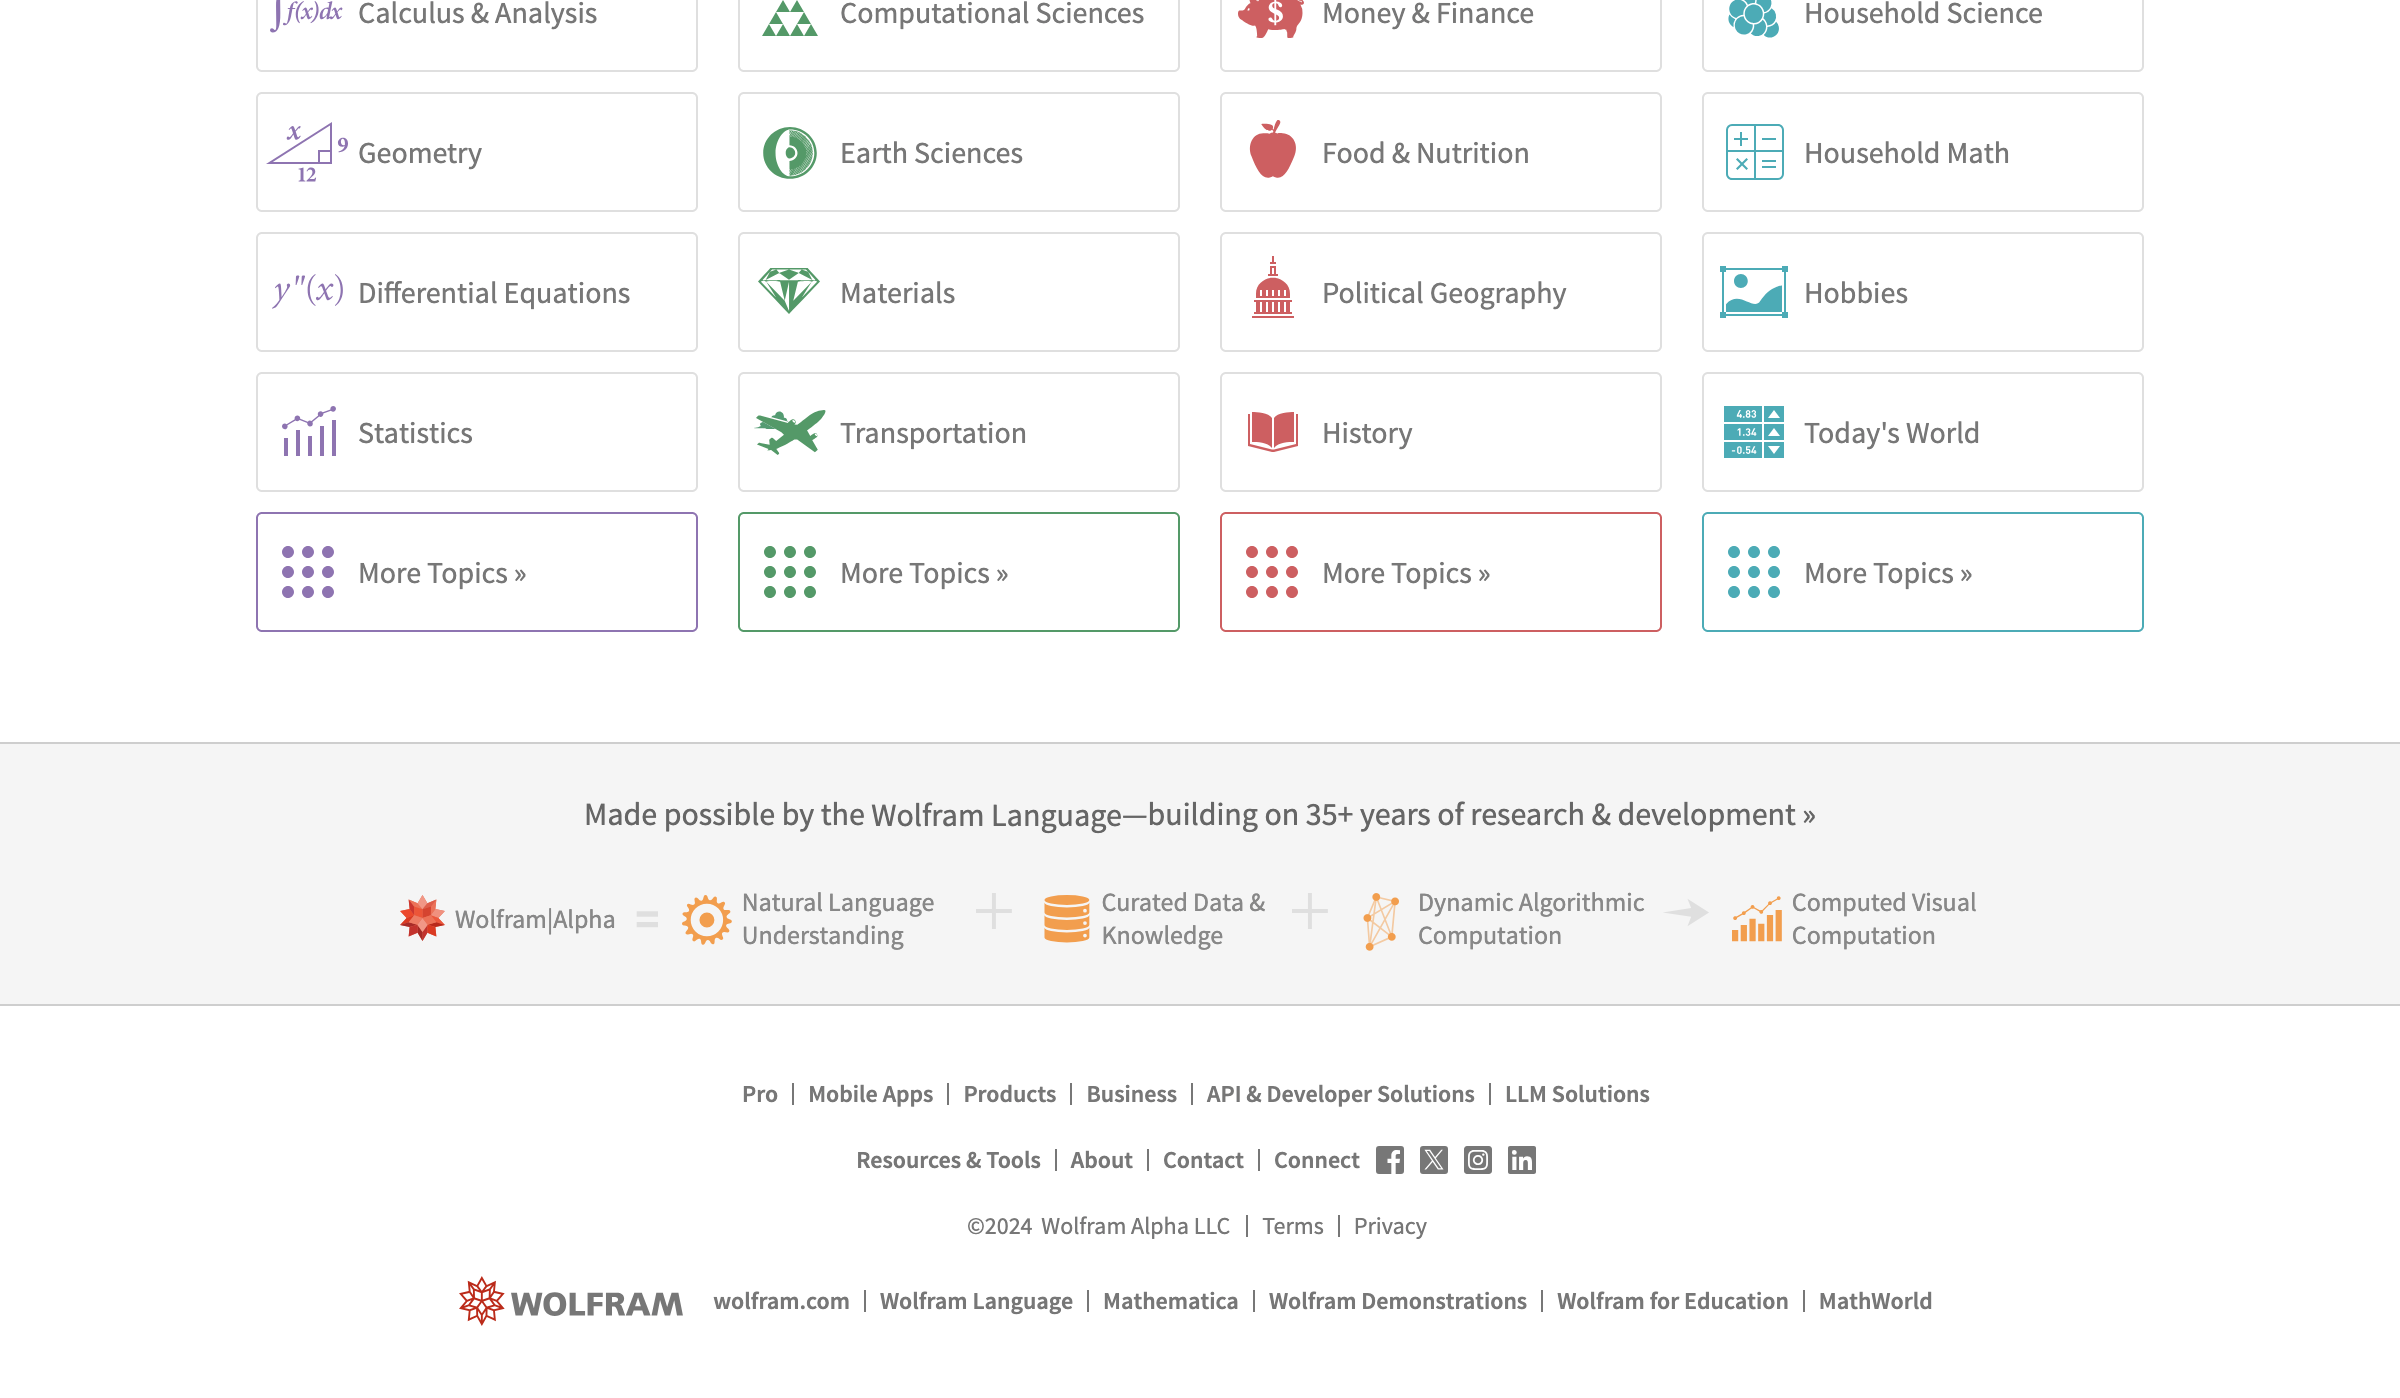 ∫f(x)dx Calculus & Analysis
Computational Sciences
$ Money & Finance
Household Science
x 9 12 Geometry
Earth Sciences
Food & Nutrition
+ − × = Household Math
y"(x) Differential Equations
Materials
Political Geography
Hobbies
Statistics
Transportation
History
4.83
1.34
-0.54
Today's World
More Topics »
More Topics »
More Topics »
More Topics »
Made possible by the Wolfram Language—building on 35+ years of research & development »
Wolfram|Alpha
=
Natural Language
Understanding
+
Curated Data &
Knowledge
+
Dynamic Algorithmic
Computation
Computed Visual
Computation
Pro | Mobile Apps | Products | Business | API & Developer Solutions | LLM Solutions
Resources & Tools | About | Contact | Connect
©2024 Wolfram Alpha LLC | Terms | Privacy
WOLFRAM wolfram.com | Wolfram Language | Mathematica | Wolfram Demonstrations | Wolfram for Education | MathWorld